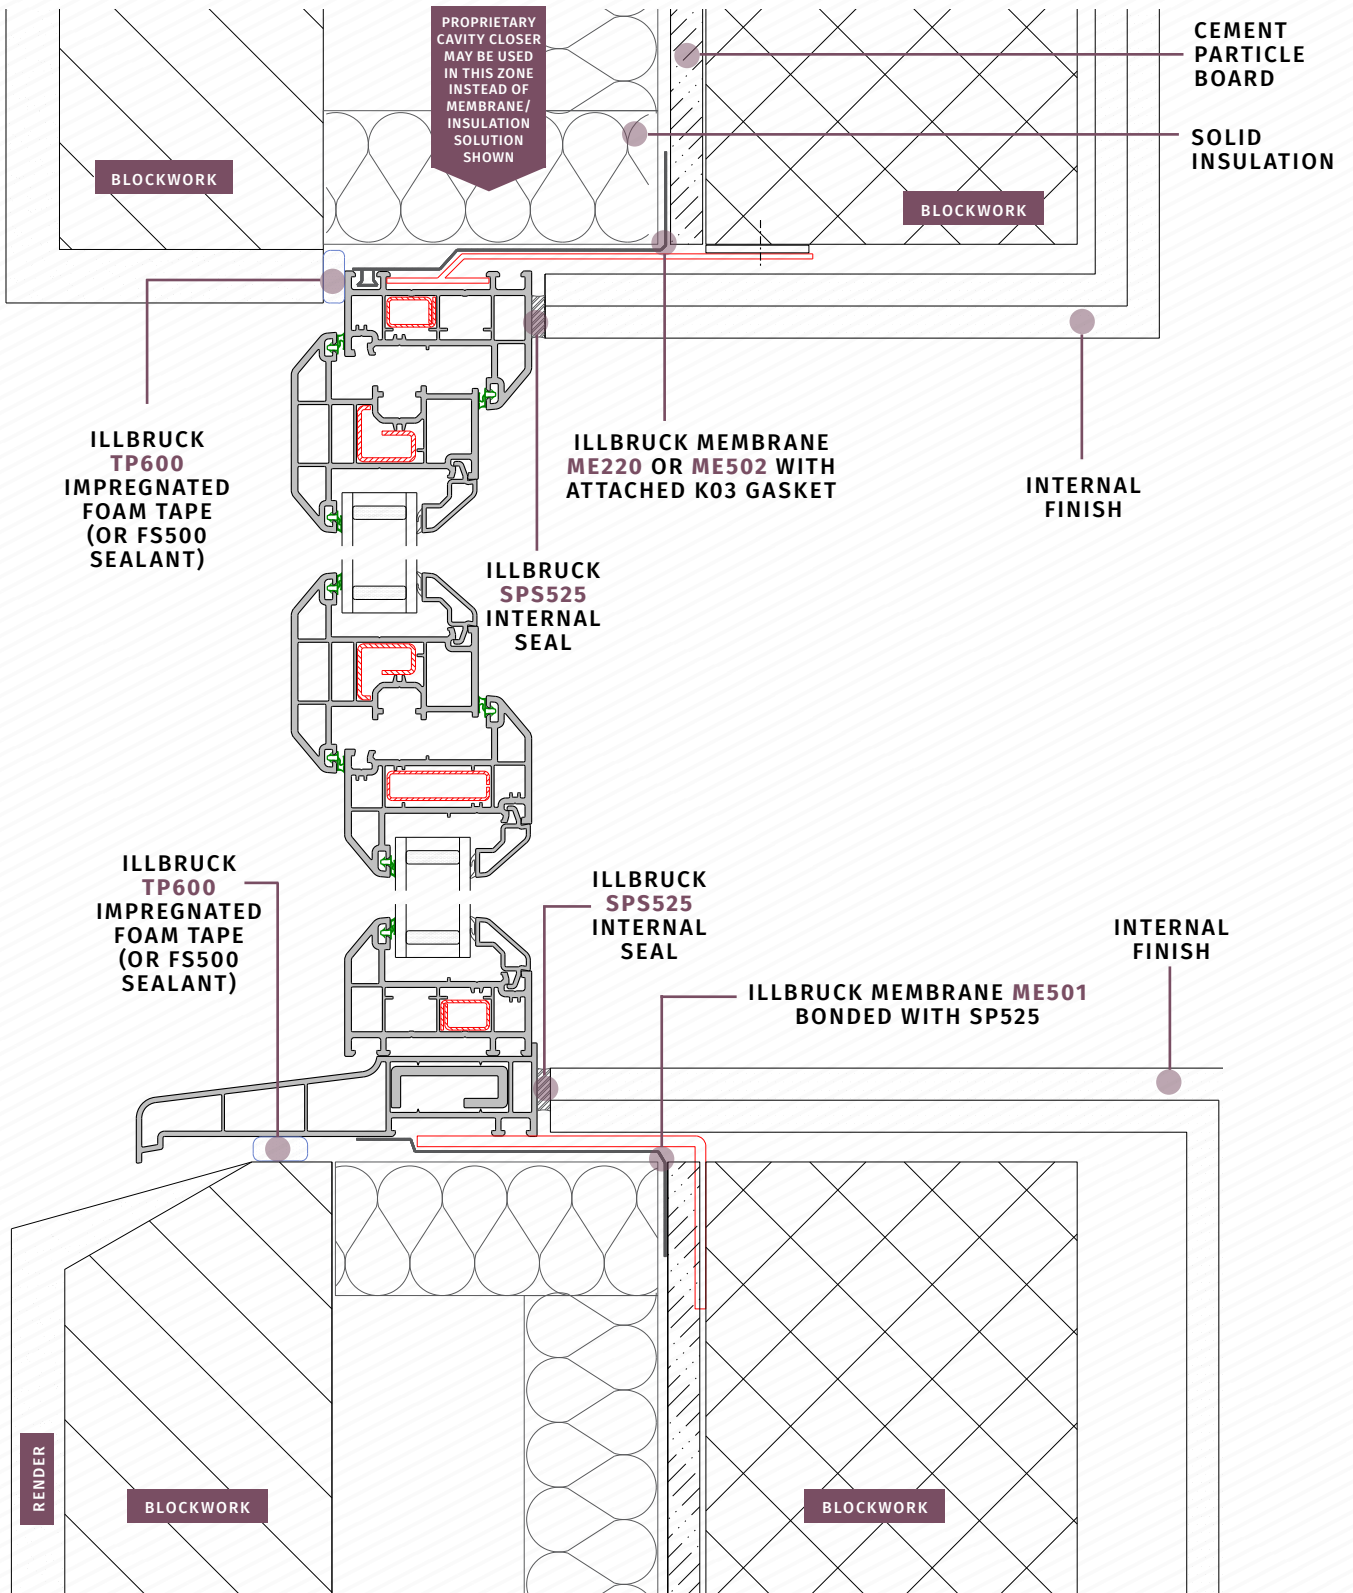 PROPRIETARY
CAVITY CLOSER
MAY BE USED
IN THIS ZONE
INSTEAD OF
MEMBRANE/
INSULATION
SOLUTION
SHOWN
CEMENT
PARTICLE
BOARD
SOLID
INSULATION
BLOCKWORK
BLOCKWORK
ILLBRUCK
TP600
IMPREGNATED
FOAM TAPE
(OR FS500
SEALANT)
ILLBRUCK MEMBRANE
ME220 OR ME502 WITH
ATTACHED K03 GASKET
INTERNAL
FINISH
ILLBRUCK
SPS525
INTERNAL
SEAL
ILLBRUCK
TP600
IMPREGNATED
FOAM TAPE
(OR FS500
SEALANT)
ILLBRUCK
SPS525
INTERNAL
SEAL
INTERNAL
FINISH
ILLBRUCK MEMBRANE ME501
BONDED WITH SP525
RENDER
BLOCKWORK
BLOCKWORK